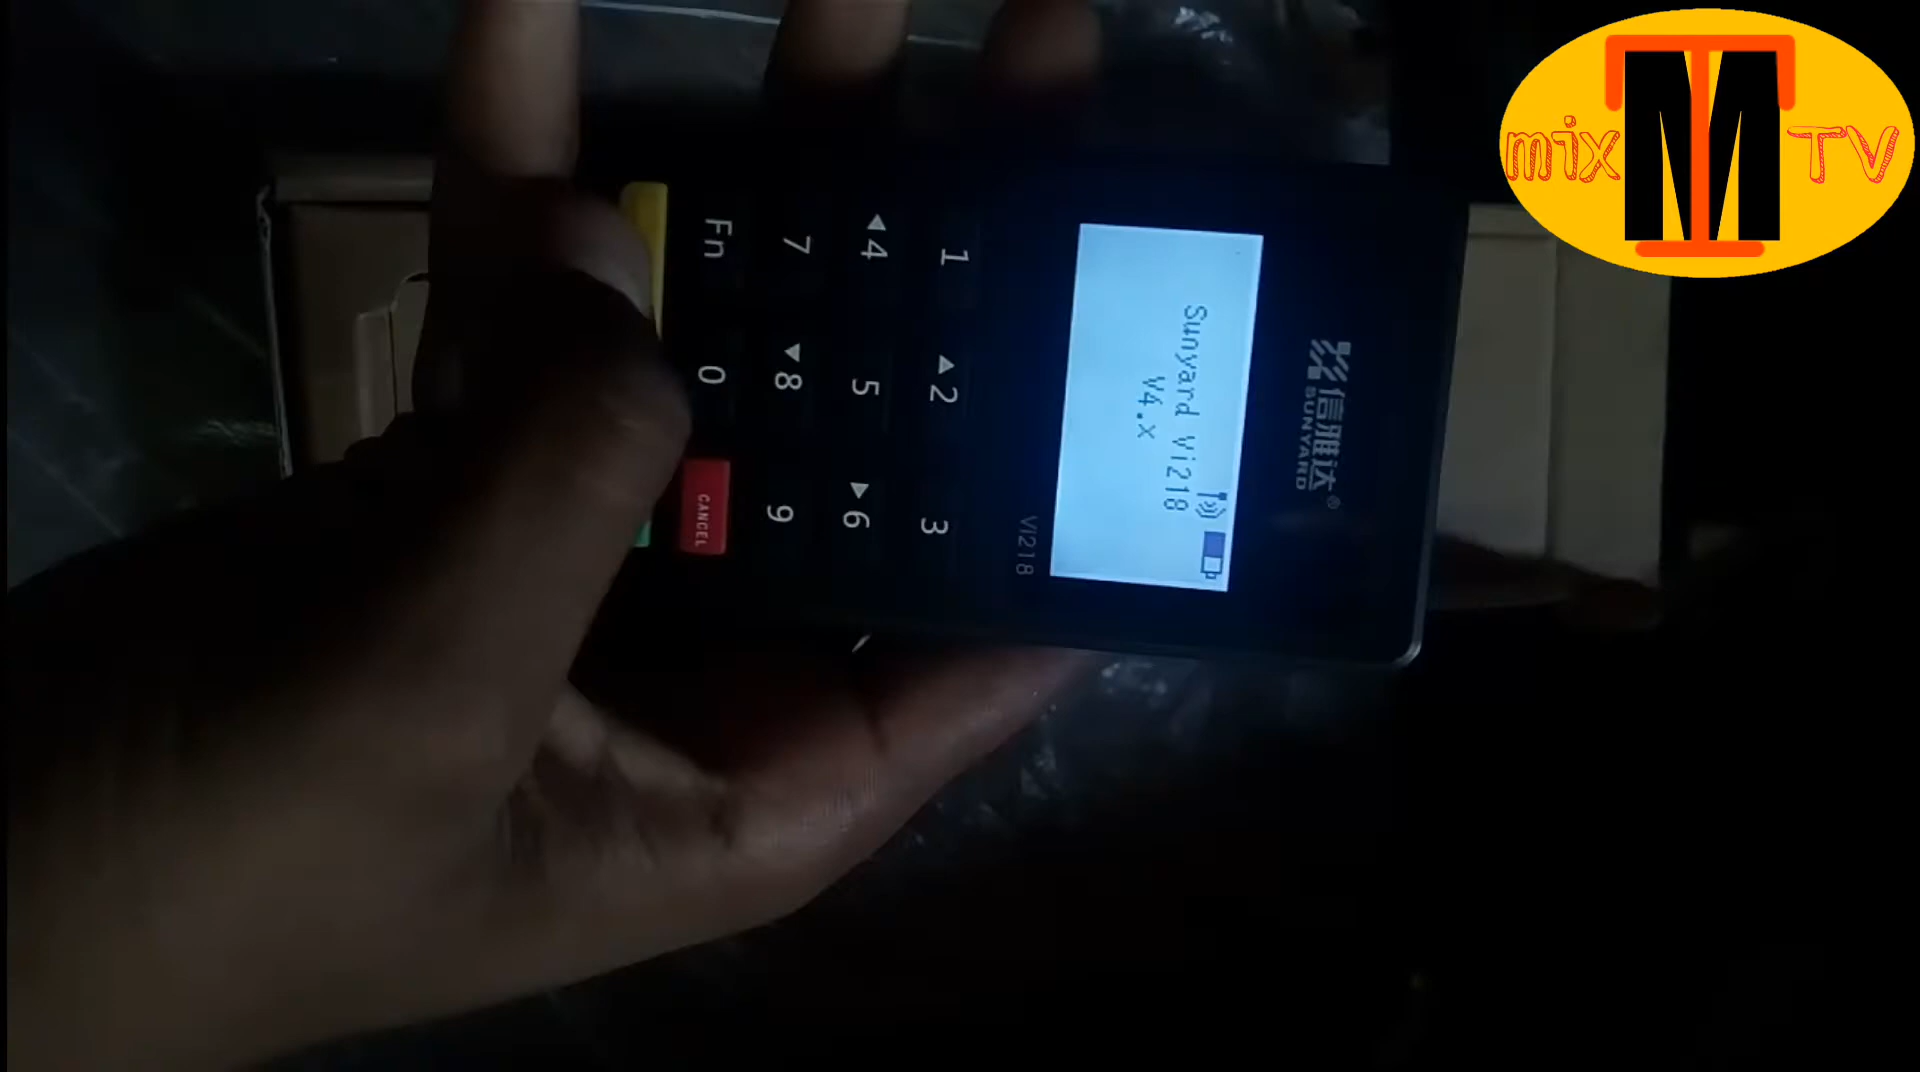 信雅达®
SUNYARD
Sunyard Vi218
V4.x
VI218
1
▲2
3
◀4
5
▶6
7
▼8
9
Fn
0
CANCEL
mix TM TV